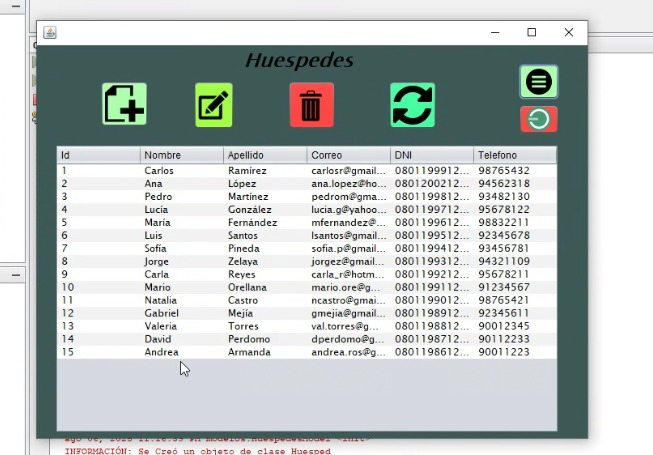 Huespedes
Id Nombre Apellido Correo DNI Telefono
1 Carlos Ramírez carlosr@gmail... 0801199912... 98765432
2 Ana López ana.lopez@ho... 0801200212... 94562318
3 Pedro Martínez pedrom@gma... 0801199812... 93482130
4 Lucía González lucia.g@yahoo... 0801199712... 95678122
5 María Fernández mfernandez@... 0801199612... 98832211
6 Luis Santos lsantos@gmail... 0801199512... 92345678
7 Sofía Pineda sofia.p@gmail... 0801199412... 93456781
8 Jorge Zelaya jorgez@gmail... 0801199312... 94321109
9 Carla Reyes carla_r@hotm... 0801199212... 95678211
10 Mario Orellana mario.ore@g... 0801199112... 91234567
11 Natalia Castro ncastro@gmai... 0801199012... 98765421
12 Gabriel Mejía gmejia@gmail... 0801198912... 92345611
13 Valeria Torres val.torres@g... 0801198812... 90012345
14 David Perdomo dperdomo@g... 0801198712... 90112233
15 Andrea Armanda andrea.ros@g... 0801198612... 90011223
INFORMACIÓN: Se Creó un objeto de clase Huesped